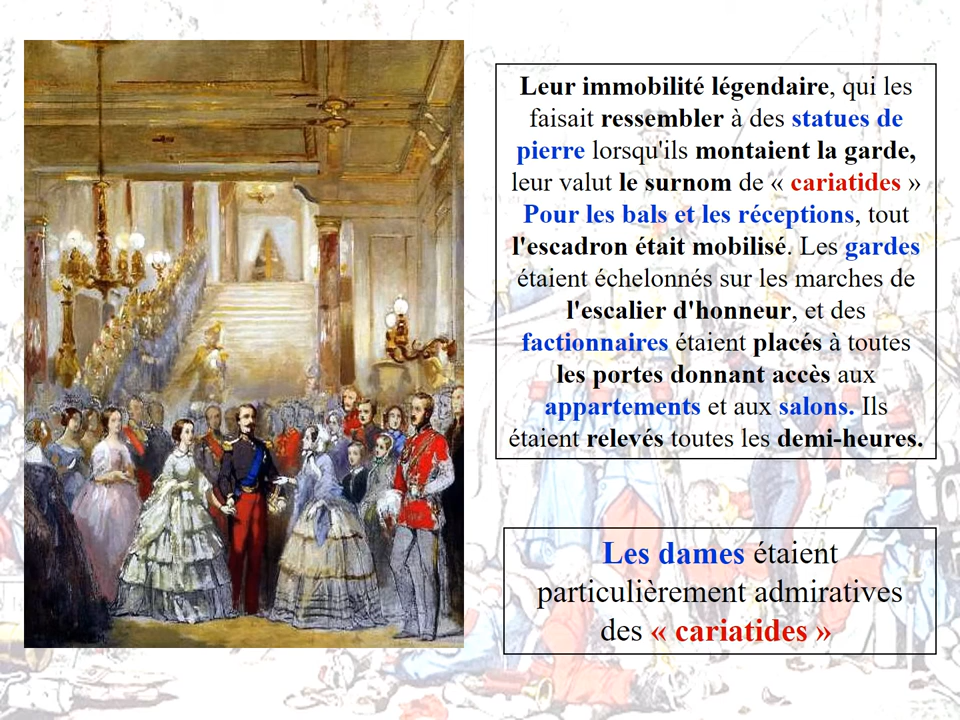 Leur immobilité légendaire, qui les
faisait ressembler à des statues de
pierre lorsqu'ils montaient la garde,
leur valut le surnom de « cariatides »
Pour les bals et les réceptions, tout
l'escadron était mobilisé. Les gardes
étaient échelonnés sur les marches de
l'escalier d'honneur, et des
factionnaires étaient placés à toutes
les portes donnant accès aux
appartements et aux salons. Ils
étaient rélevés toutes les demi-heures.
Les dames étaient
particulièrement admiratives
des « cariatides »